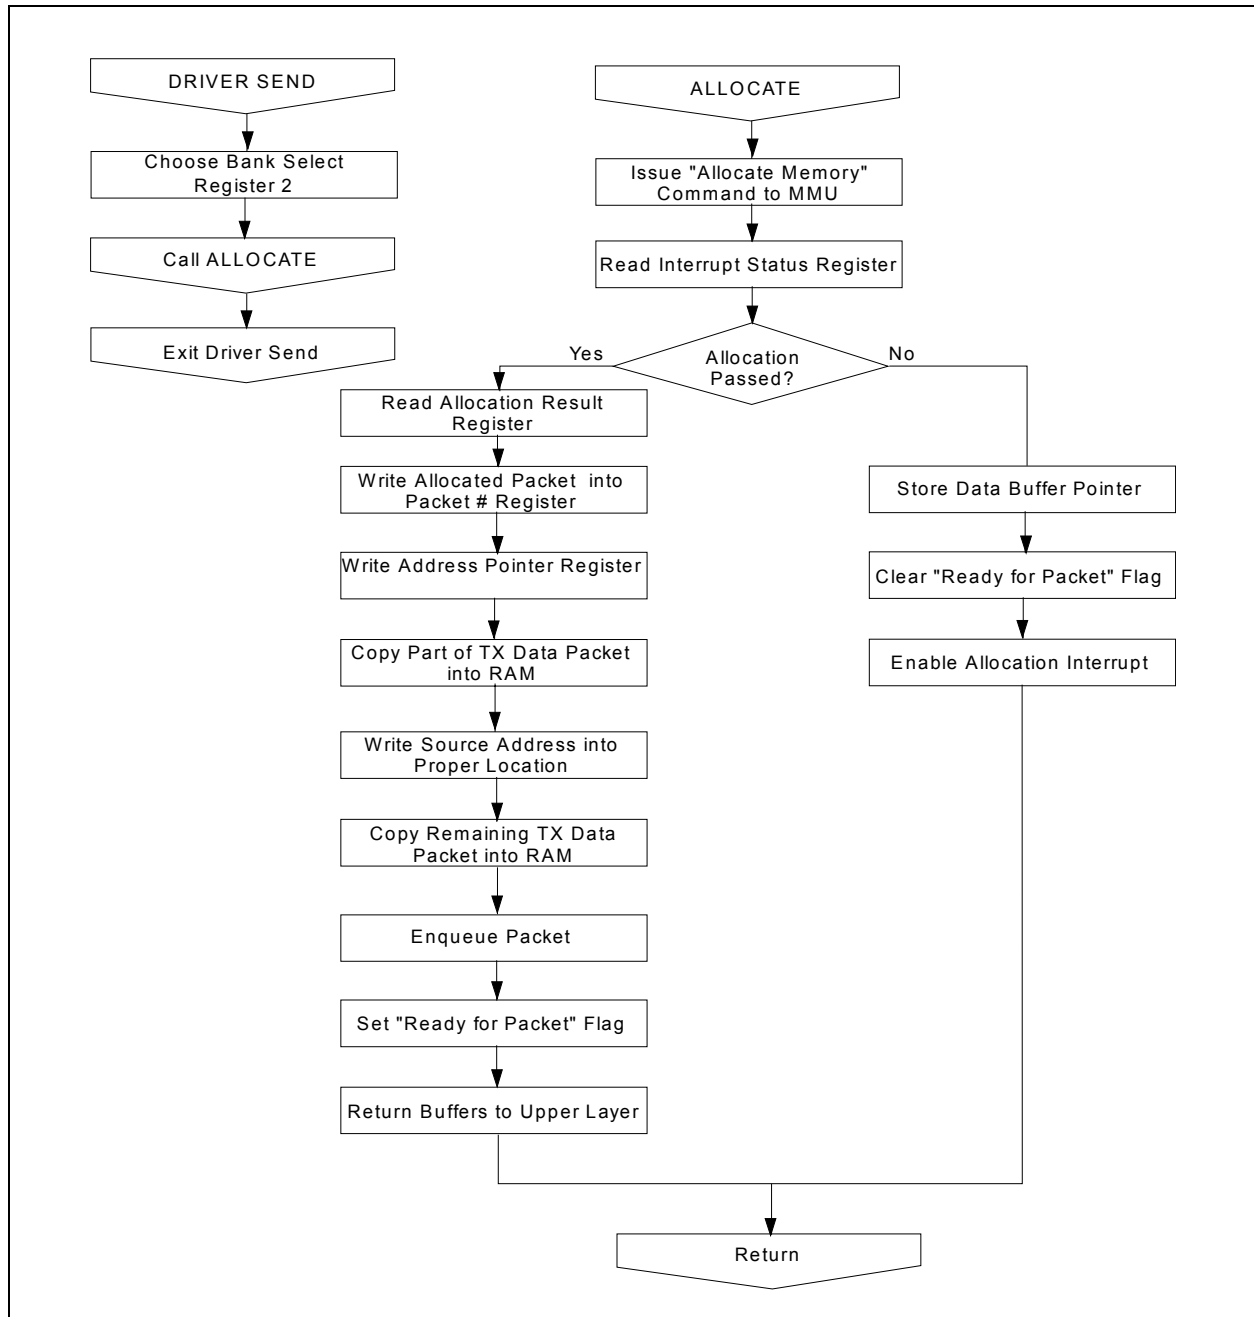 DRIVER SEND
Choose Bank Select
Register 2
Call ALLOCATE
Exit Driver Send
ALLOCATE
Issue "Allocate Memory"
Command to MMU
Read Interrupt Status Register
Allocation
Passed?
Yes
No
Read Allocation Result
Register
Write Allocated Packet into
Packet # Register
Write Address Pointer Register
Copy Part of TX Data Packet
into RAM
Write Source Address into
Proper Location
Copy Remaining TX Data
Packet into RAM
Enqueue Packet
Set "Ready for Packet" Flag
Return Buffers to Upper Layer
Store Data Buffer Pointer
Clear "Ready for Packet" Flag
Enable Allocation Interrupt
Return